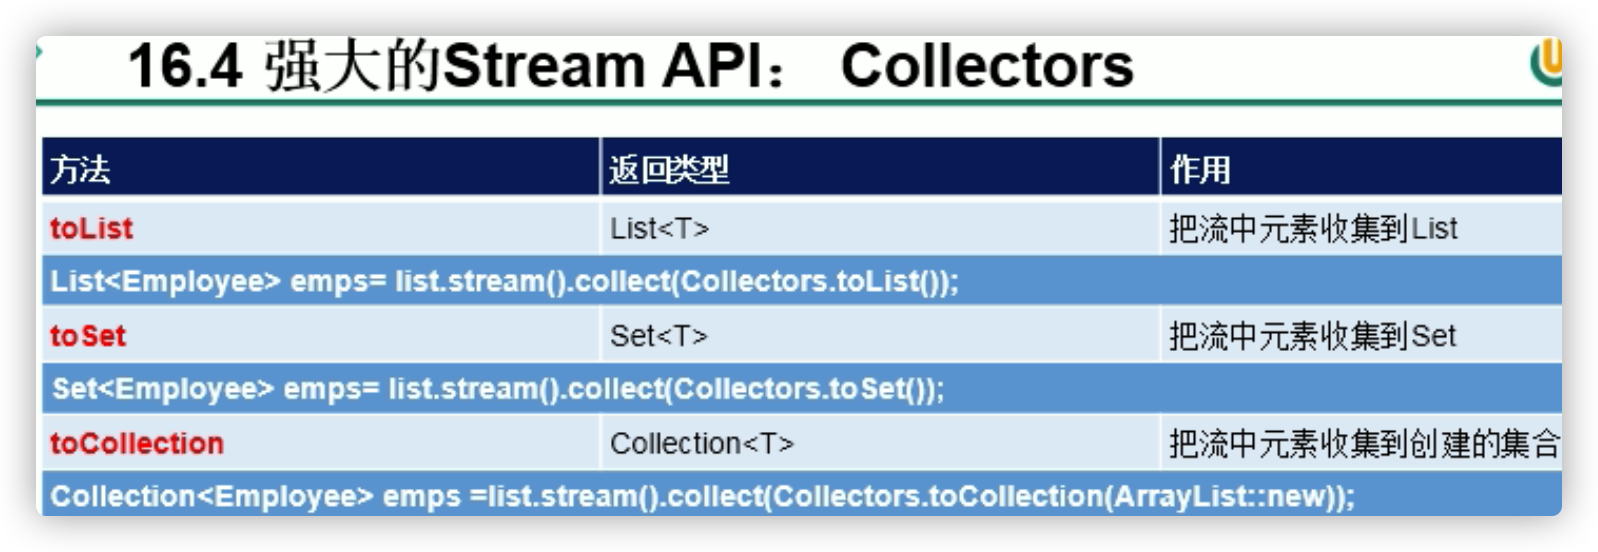 16.4 强大的Stream API： Collectors
方法 返回类型 作用
toList List<T> 把流中元素收集到List
List<Employee> emps= list.stream().collect(Collectors.toList());
toSet Set<T> 把流中元素收集到Set
Set<Employee> emps= list.stream().collect(Collectors.toSet());
toCollection Collection<T> 把流中元素收集到创建的集合
Collection<Employee> emps =list.stream().collect(Collectors.toCollection(ArrayList::new));